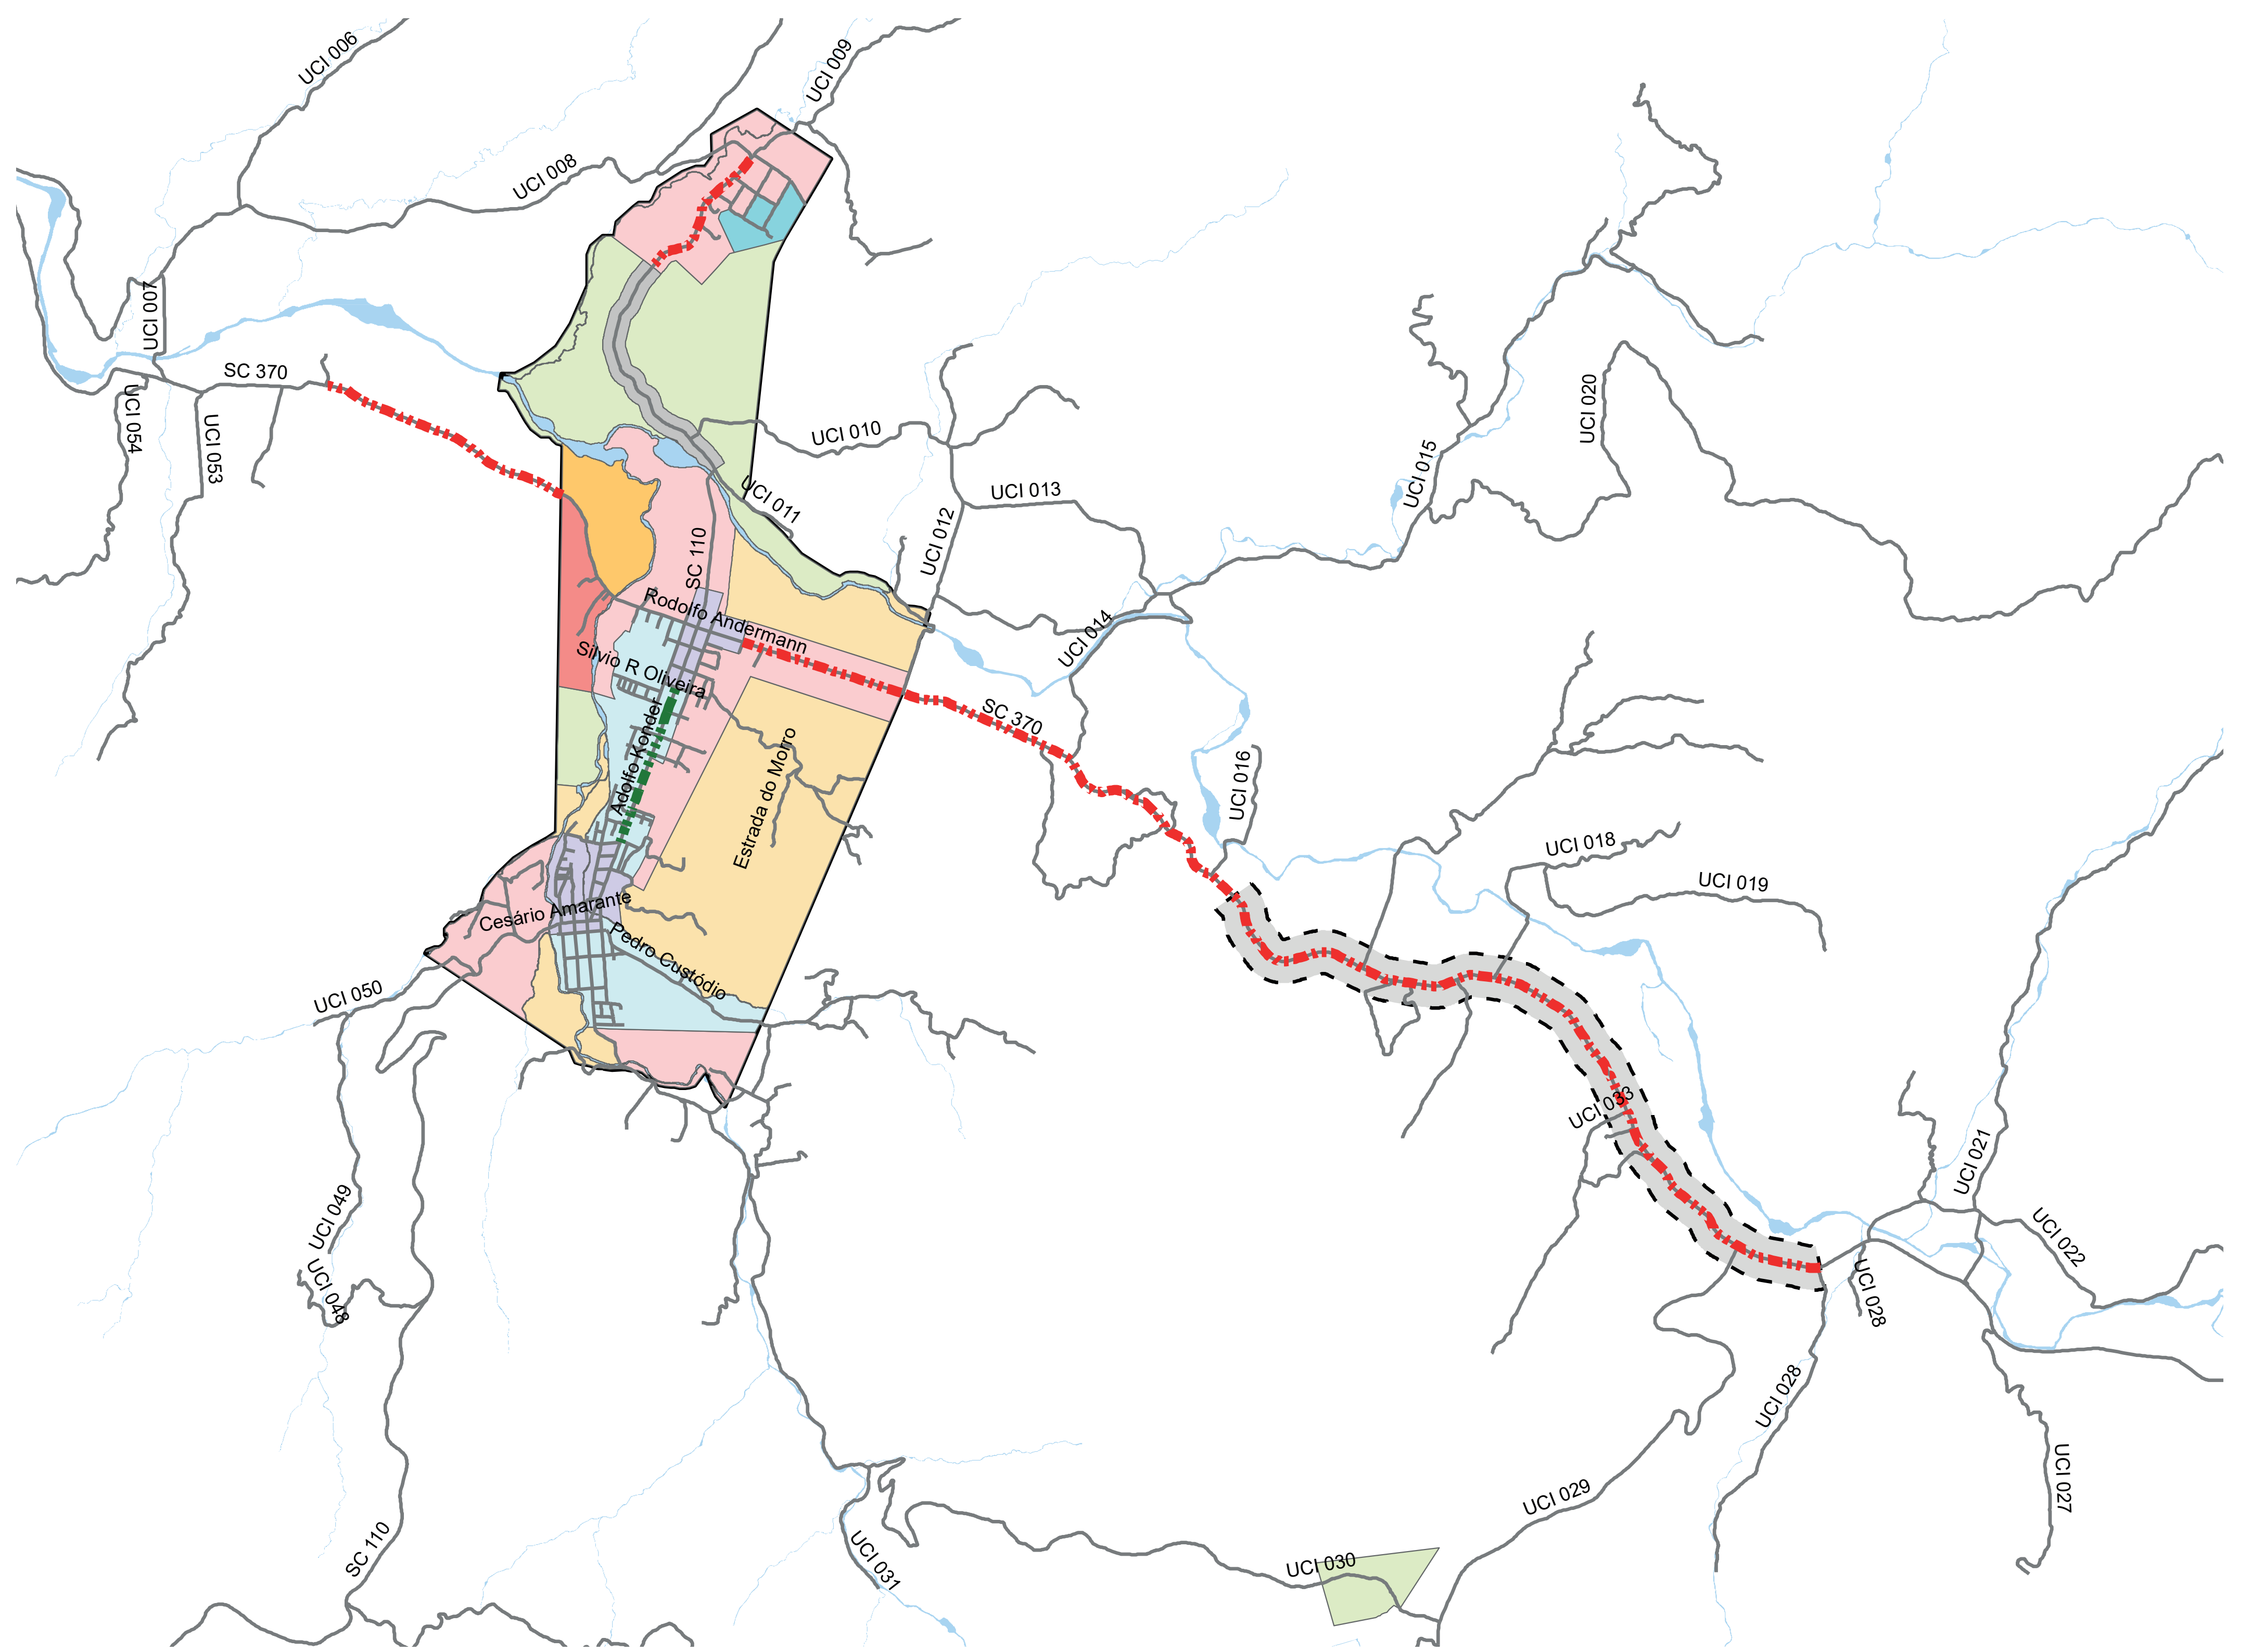 UCI 006
UCI 009
UCI 008
UCI 007
SC 370
UCI 054
UCI 053
UCI 010
UCI 011
UCI 012
UCI 013
UCI 015
UCI 020
SC 110
Rodolfo Andermann
Silvio R Oliveira
UCI 014
SC 370
Adolfo Konder
Estrada do Morro
UCI 016
UCI 018
UCI 019
Cesário Amarante
Pedro Custódio
UCI 050
UCI 033
UCI 021
UCI 049
UCI 022
UCI 048
UCI 028
UCI 028
UCI 029
UCI 027
SC 110
UCI 031
UCI 030